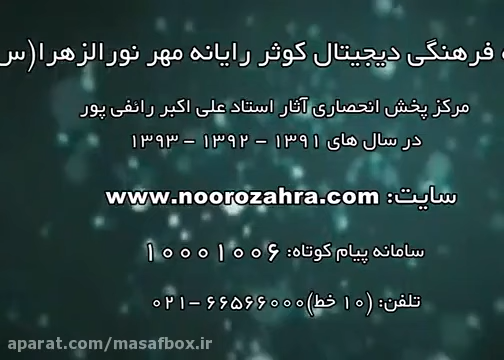 فرهنگی دیجیتال کوثر رایانه مهر نورالزهرا(س
مرکز پخش انحصاری آثار استاد علی اکبر رائفی پور
در سال های ۱۳۹۱ - ۱۳۹۲ - ۱۳۹۳
سایت: www.noorozahra.com
سامانه پیام کوتاه: ۱۰۰۰۱۰۰۶
تلفن: (۱۰ خط)۶۶۵۶۶۰۰۰ -۰۲۱
aparat.com/masafbox.ir